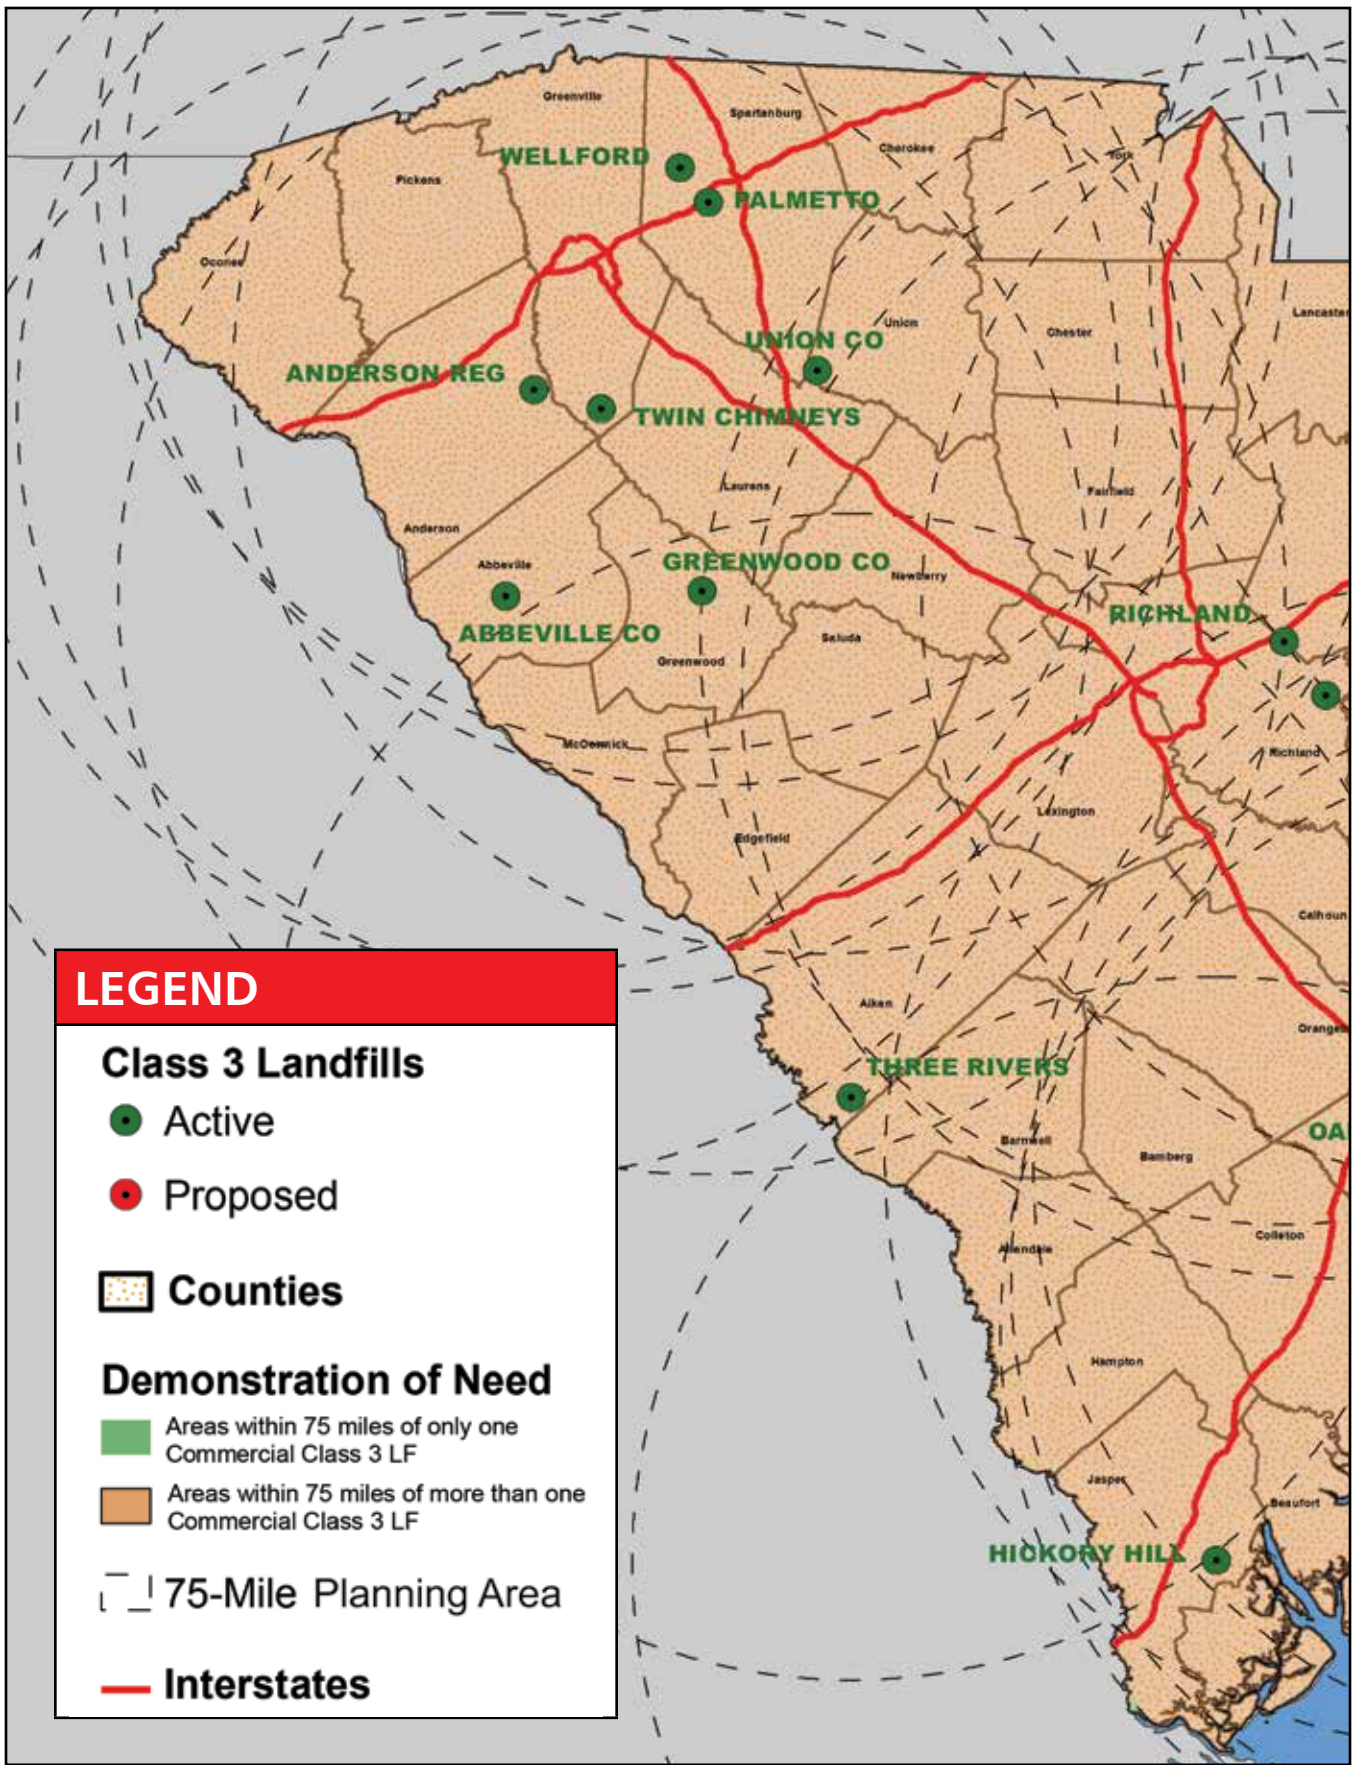 Greenville
Spartanburg
Cherokee
York
WELLFORD
Pickens
PALMETTO
Oconee
Lancaster
Union
Chester
UNION CO
ANDERSON REG
TWIN CHIMNEYS
Laurens
Fairfield
Anderson
Abbeville
GREENWOOD CO
Newberry
RICHLAND
ABBEVILLE CO
Saluda
Greenwood
McCormick
Richland
Lexington
Edgefield
Calhoun
Aiken
Orange
THREE RIVERS
OA
Barnwell
Bamberg
Colleton
Allendale
Hampton
Jasper
Beaufort
HICKORY HILL
LEGEND
Class 3 Landfills
Active
Proposed
Counties
Demonstration of Need
Areas within 75 miles of only one
Commercial Class 3 LF
Areas within 75 miles of more than one
Commercial Class 3 LF
75-Mile Planning Area
Interstates